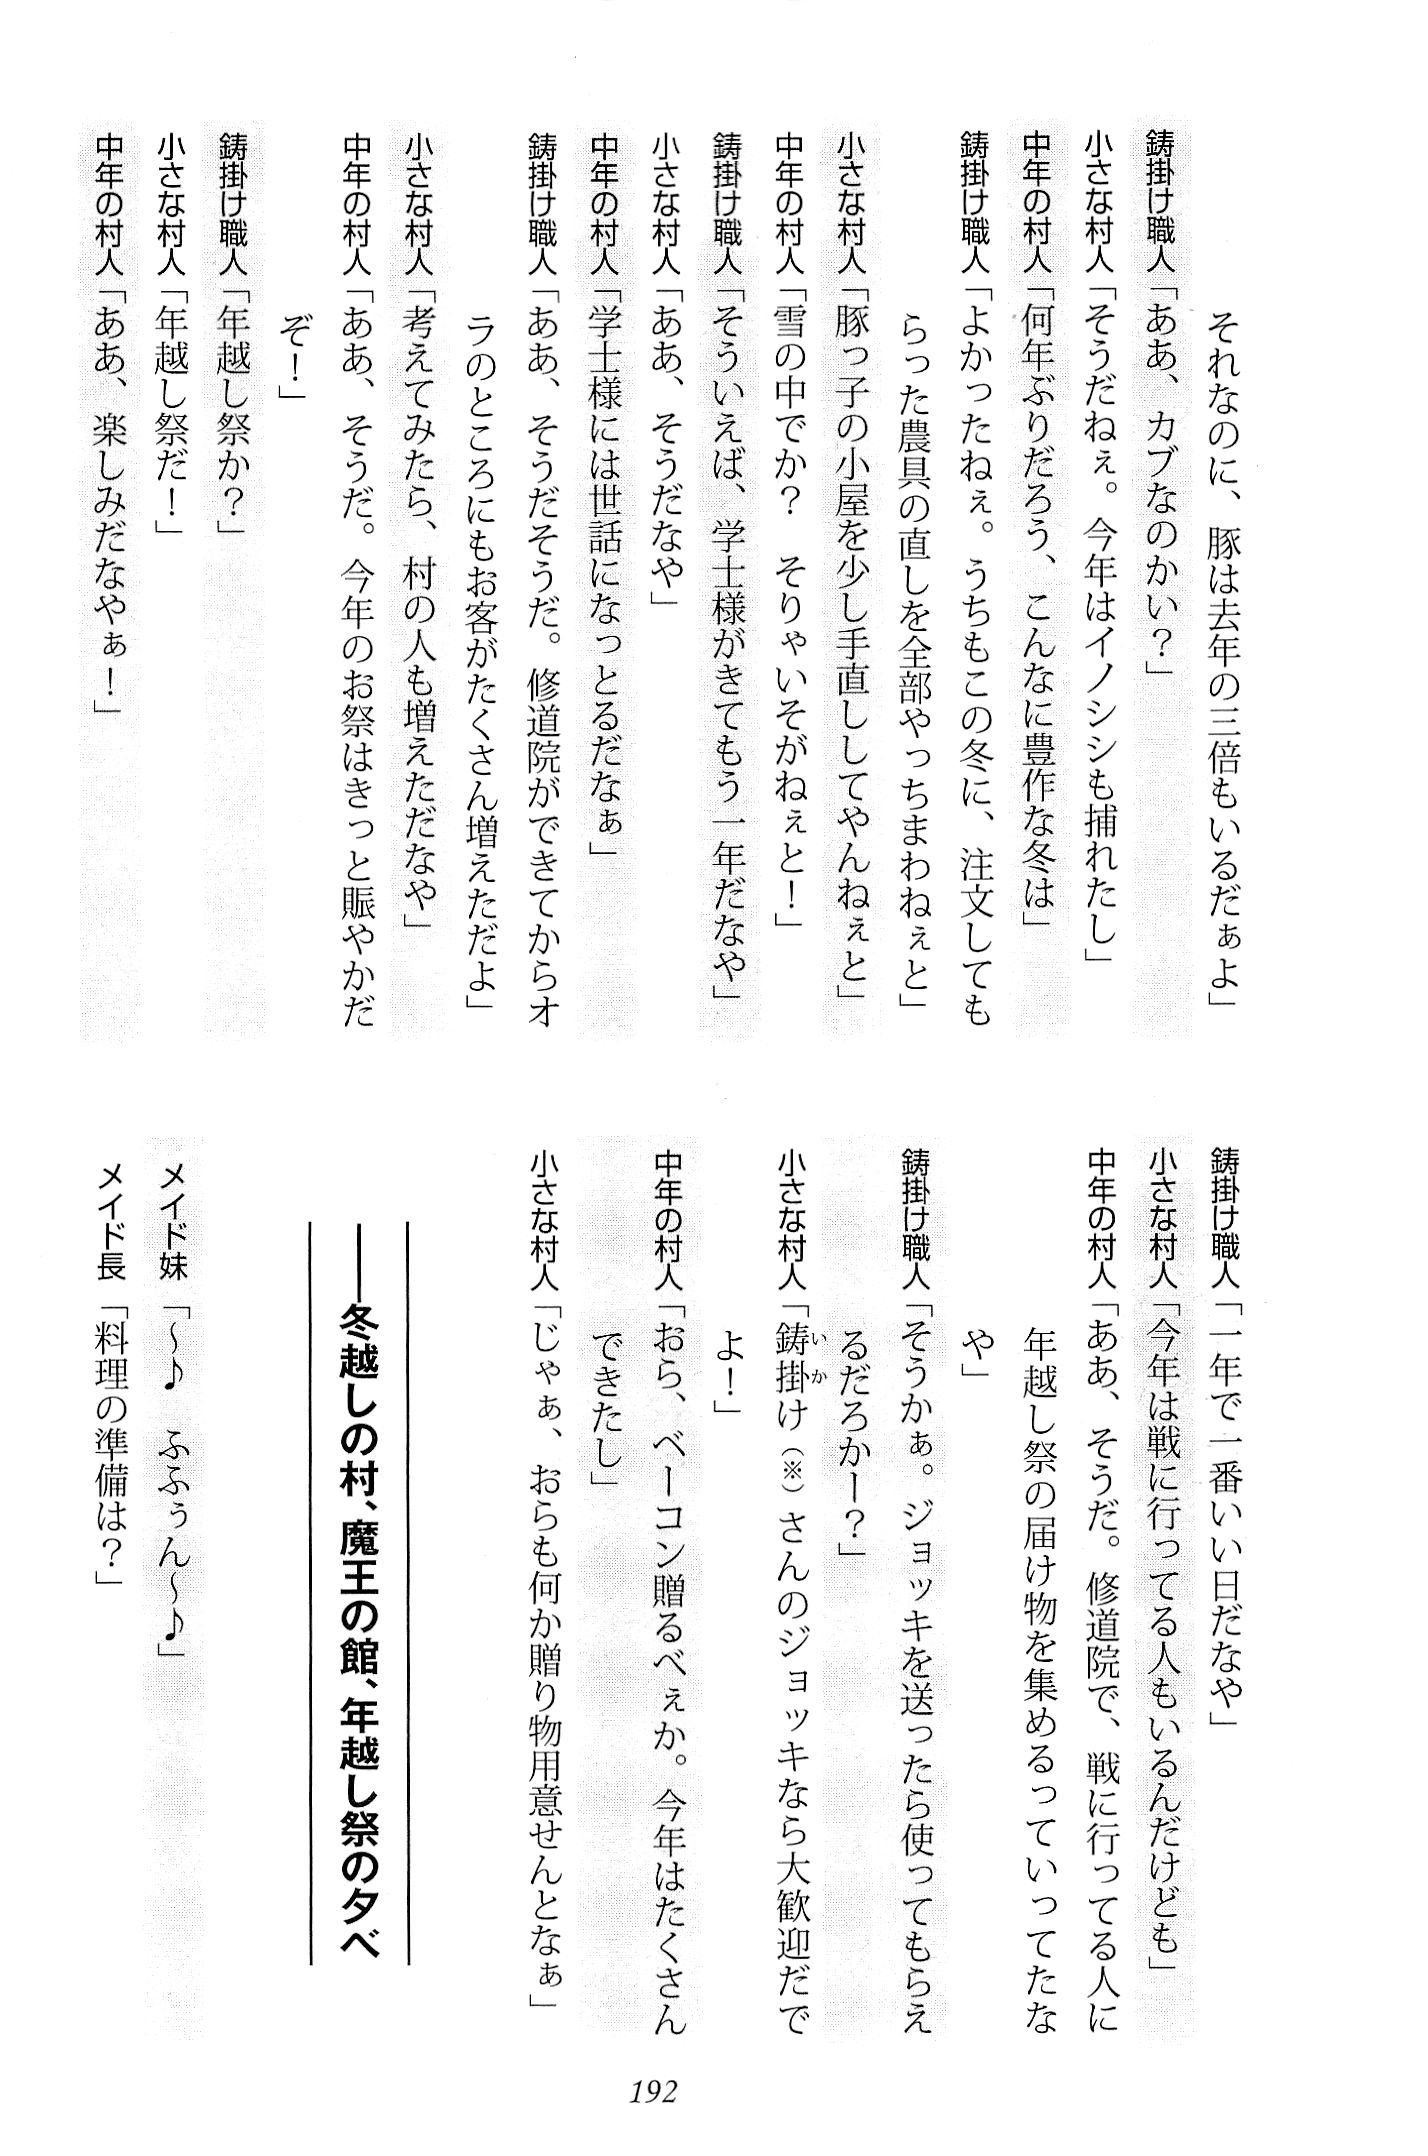 それなのに、豚は去年の三倍もいるだぁよ」
鋳掛け職人「ああ、カブなのかい？」
小さな村人「そうだねぇ。今年はイノシシも捕れたし」
中年の村人「何年ぶりだろう、こんなに豊作な冬は」
鋳掛け職人「よかったねぇ。うちもこの冬に、注文しても
らった農具の直しを全部やっちまわねぇと」
小さな村人「豚っ子の小屋を少し手直ししてやんねぇと」
中年の村人「雪の中でか？　そりゃいそがねぇと！」
鋳掛け職人「そういえば、学士様がきてもう一年だなや」
小さな村人「ああ、そうだなや」
中年の村人「学士様には世話になっとるだなぁ」
鋳掛け職人「ああ、そうだそうだ。修道院ができてからオ
ラのところにもお客がたくさん増えただよ」
小さな村人「考えてみたら、村の人も増えただなや」
中年の村人「ああ、そうだ。今年のお祭はきっと賑やかだ
ぞ！」
鋳掛け職人「年越し祭か？」
小さな村人「年越し祭だ！」
中年の村人「ああ、楽しみだなやぁ！」
鋳掛け職人「一年で一番いい日だなや」
小さな村人「今年は戦に行ってる人もいるんだけども」
中年の村人「ああ、そうだ。修道院で、戦に行ってる人に
年越し祭の届け物を集めるっていってたな
や」
鋳掛け職人「そうかぁ。ジョッキを送ったら使ってもらえ
るだろかー？」
小さな村人「鋳掛け（※）さんのジョッキなら大歓迎だで
いか
よ！」
中年の村人「おら、ベーコン贈るべぇか。今年はたくさん
できたし」
小さな村人「じゃぁ、おらも何か贈り物用意せんとなぁ」
――冬越しの村、魔王の館、年越し祭の夕べ
メイド妹「～♪　ふふぅん～♪」
メイド長「料理の準備は？」
192